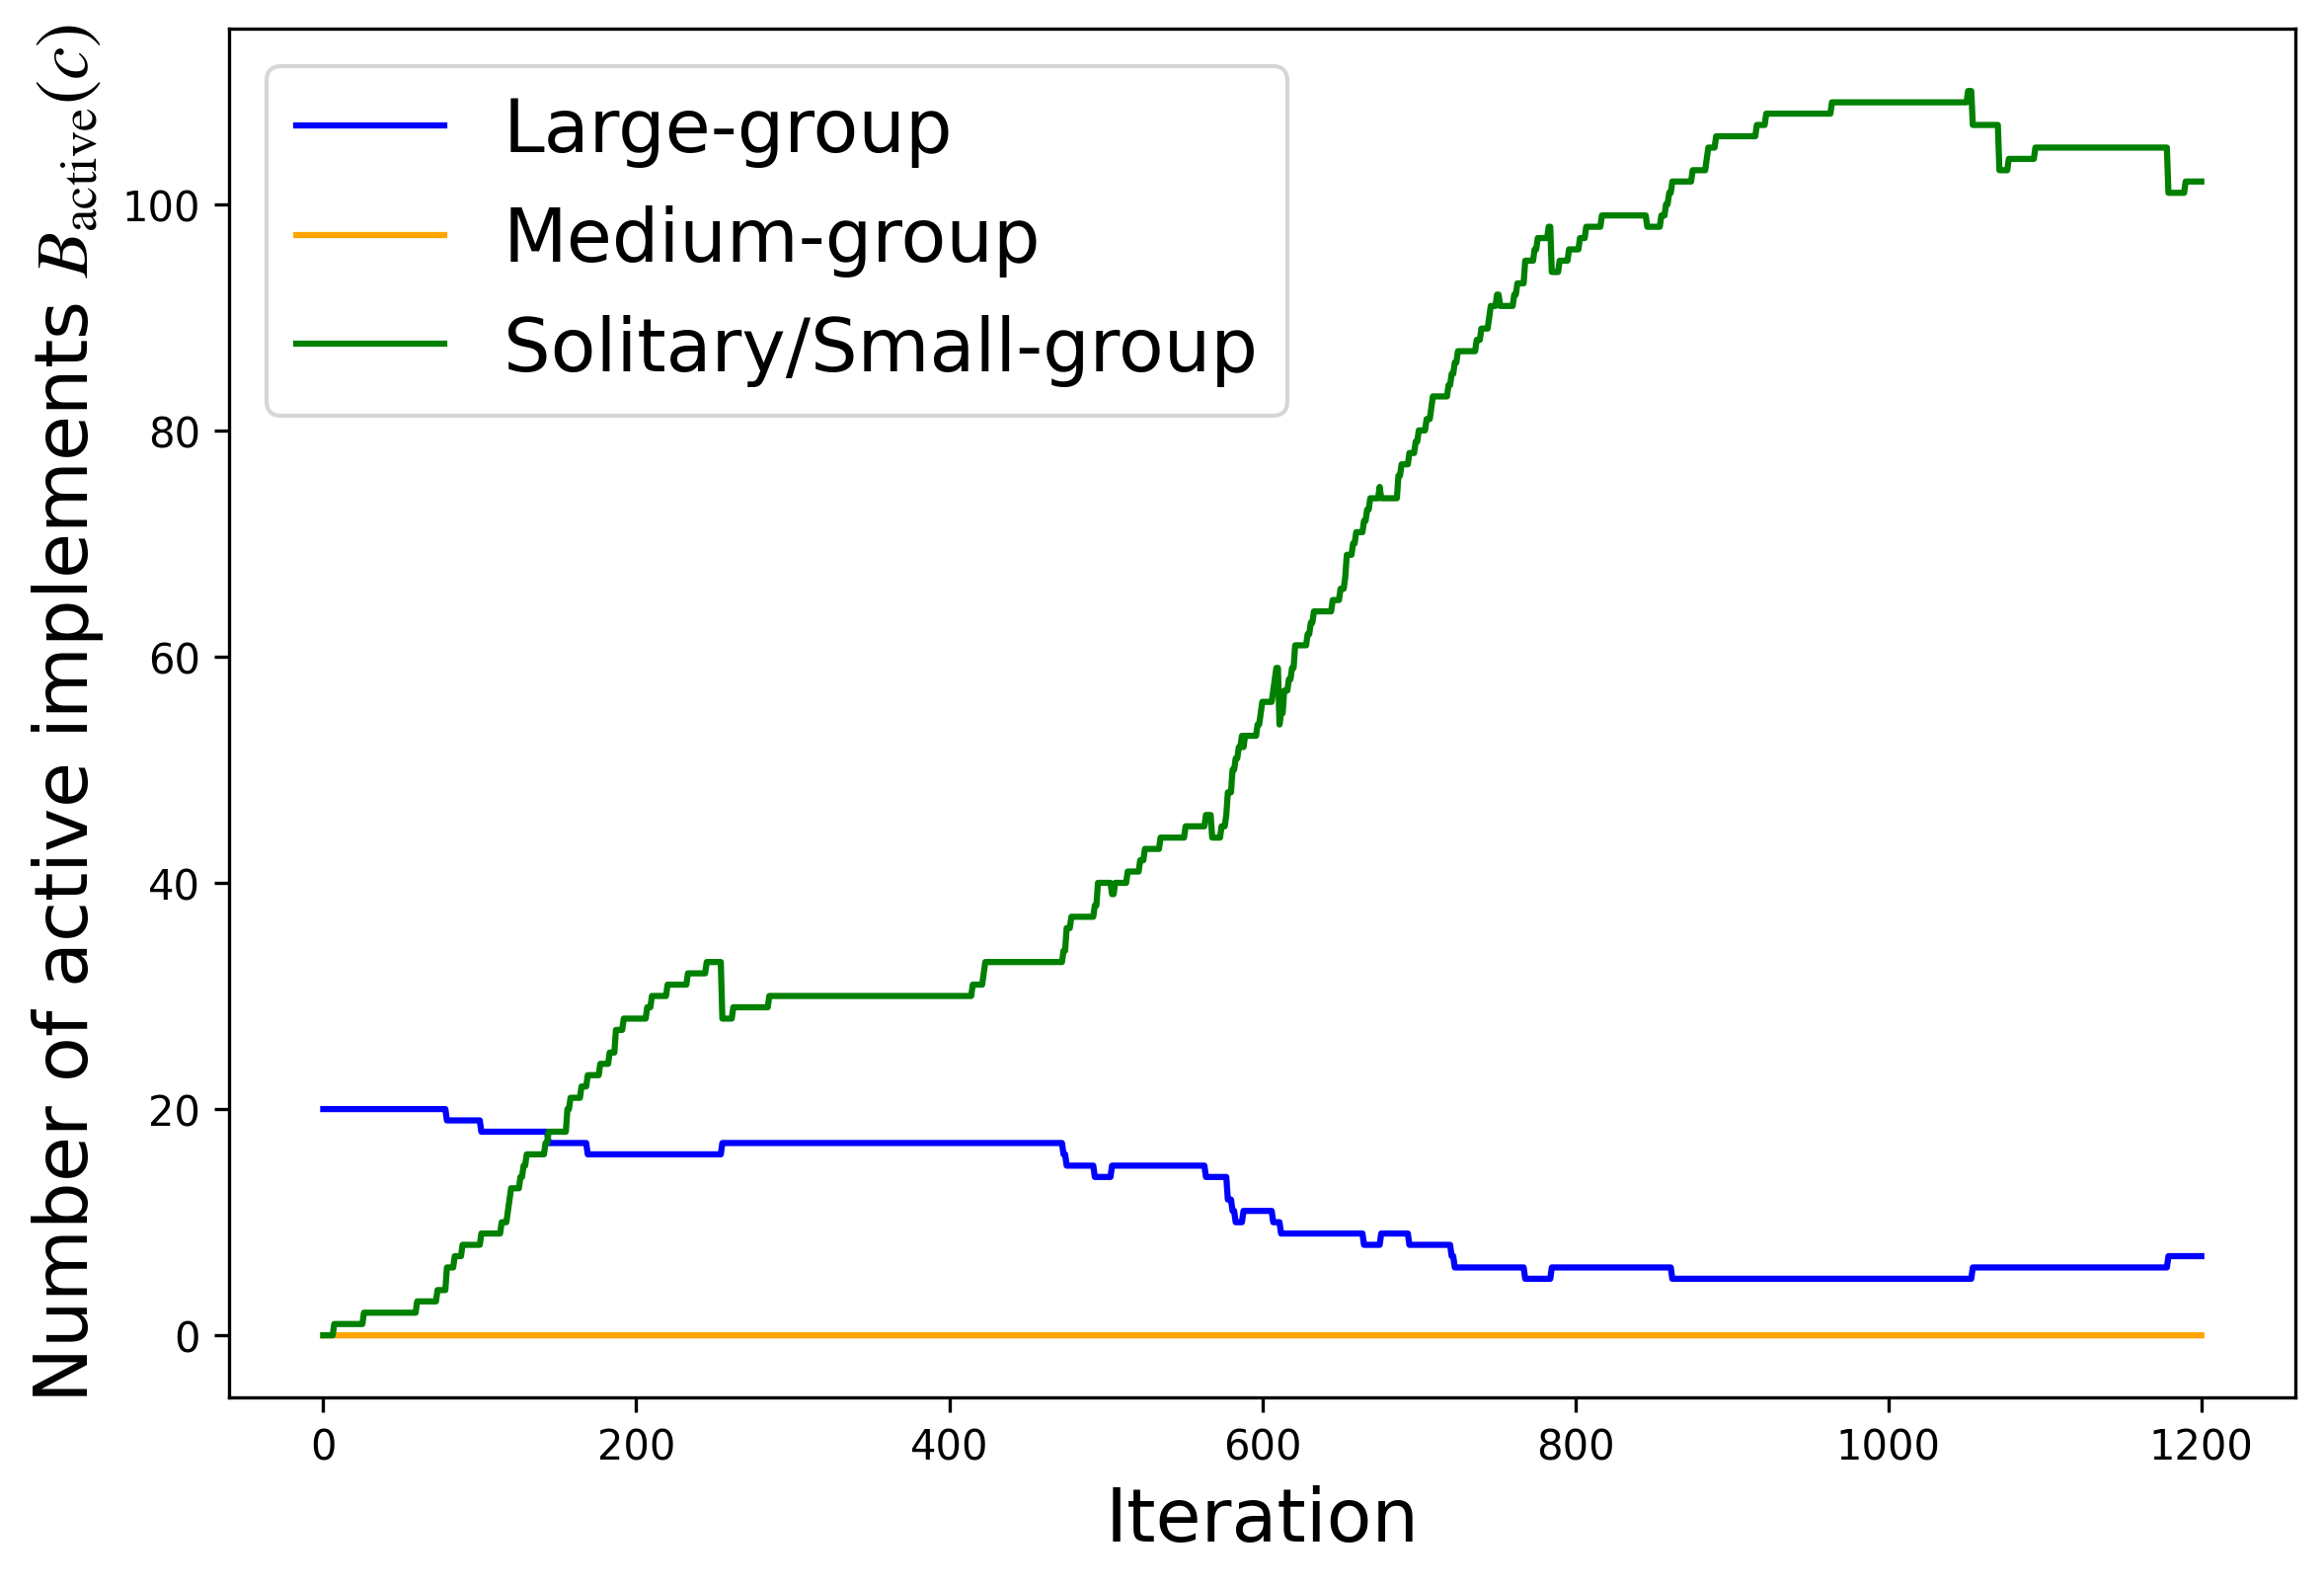 Number of active implements B_active(c)
Large-group
Medium-group
Solitary/Small-group
100
80
60
40
20
0
0 200 400 600 800 1000 1200
Iteration